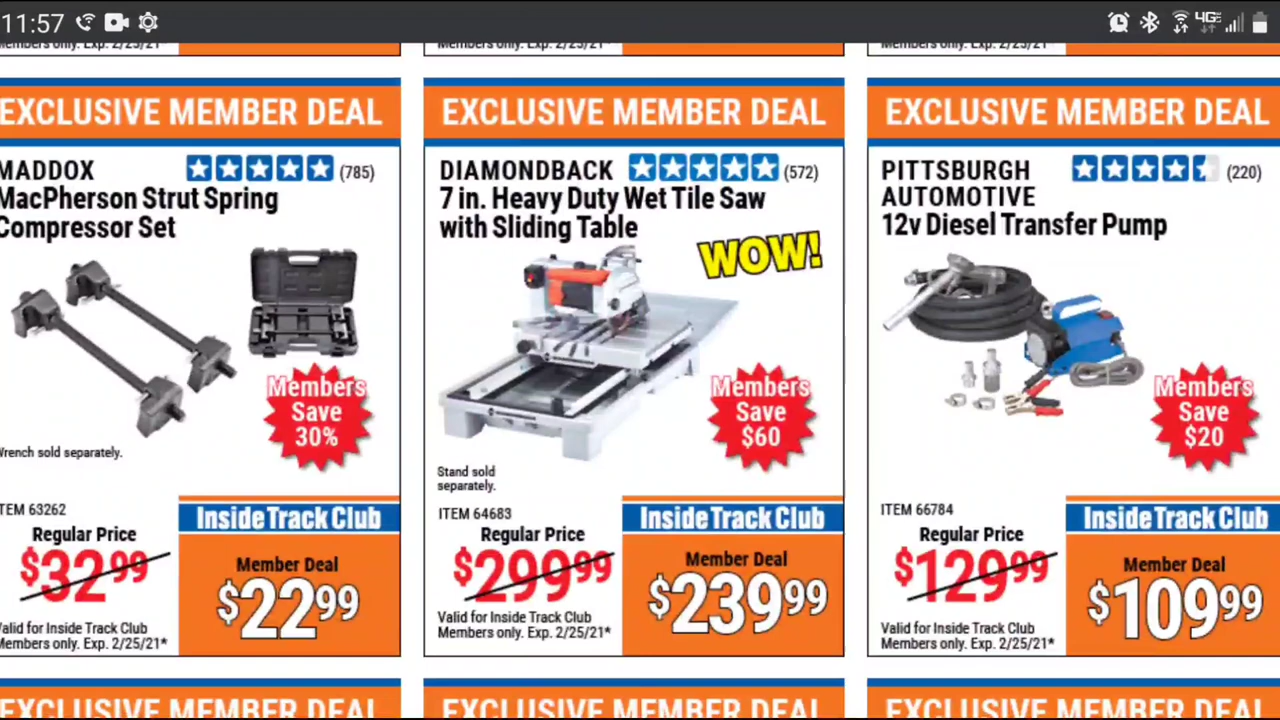 11:57
4GE
Members only. Exp. 2/25/21*
Members only. Exp. 2/25/21*
Members only. Exp. 2/25/21*
EXCLUSIVE MEMBER DEAL
MADDOX
(785)
MacPherson Strut Spring
Compressor Set
Members
Save
30%
Wrench sold separately.
ITEM 63262
Regular Price
$32.99
Inside Track Club
Member Deal
$22.99
Valid for Inside Track Club
Members only. Exp. 2/25/21*
EXCLUSIVE MEMBER DEAL
DIAMONDBACK
(572)
7 in. Heavy Duty Wet Tile Saw
with Sliding Table
WOW!
Members
Save
$60
Stand sold
separately.
ITEM 64683
Regular Price
$299.99
Inside Track Club
Member Deal
$239.99
Valid for Inside Track Club
Members only. Exp. 2/25/21*
EXCLUSIVE MEMBER DEAL
PITTSBURGH
(220)
AUTOMOTIVE
12v Diesel Transfer Pump
Members
Save
$20
ITEM 66784
Regular Price
$129.99
Inside Track Club
Member Deal
$109.99
Valid for Inside Track Club
Members only. Exp. 2/25/21*
EXCLUSIVE MEMBER DEAL
EXCLUSIVE MEMBER DEAL
EXCLUSIVE MEMBER DEAL